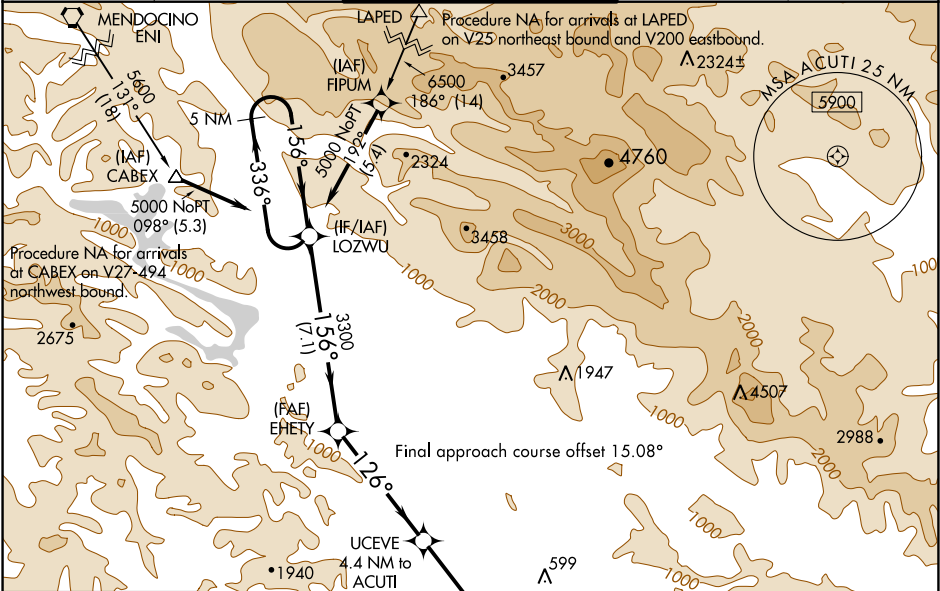 MENDOCINO
ENI
LAPED
Procedure NA for arrivals at LAPED
on V25 northeast bound and V200 eastbound.
2324±
MSA ACUTI 25 NM
5900
(IAF)
FIPUM
6500
186° (14)
3457
5600
131°
(18)
5 NM
156°
336°
5000 NoPT
192°
(5.4)
2324
4760
(IAF)
CABEX
5000 NoPT
098° (5.3)
1000
(IF/IAF)
LOZWU
3458
3000
Procedure NA for arrivals
at CABEX on V27-494
northwest bound.
1000
1000
100
2000
2000
2675
3300
156°
(7.1)
1947
4507
1000
2988
2000
(FAF)
EHETY
1000
126°
Final approach course offset 15.08°
UCEVE
4.4 NM to
ACUTI
1940
599
1000
1000